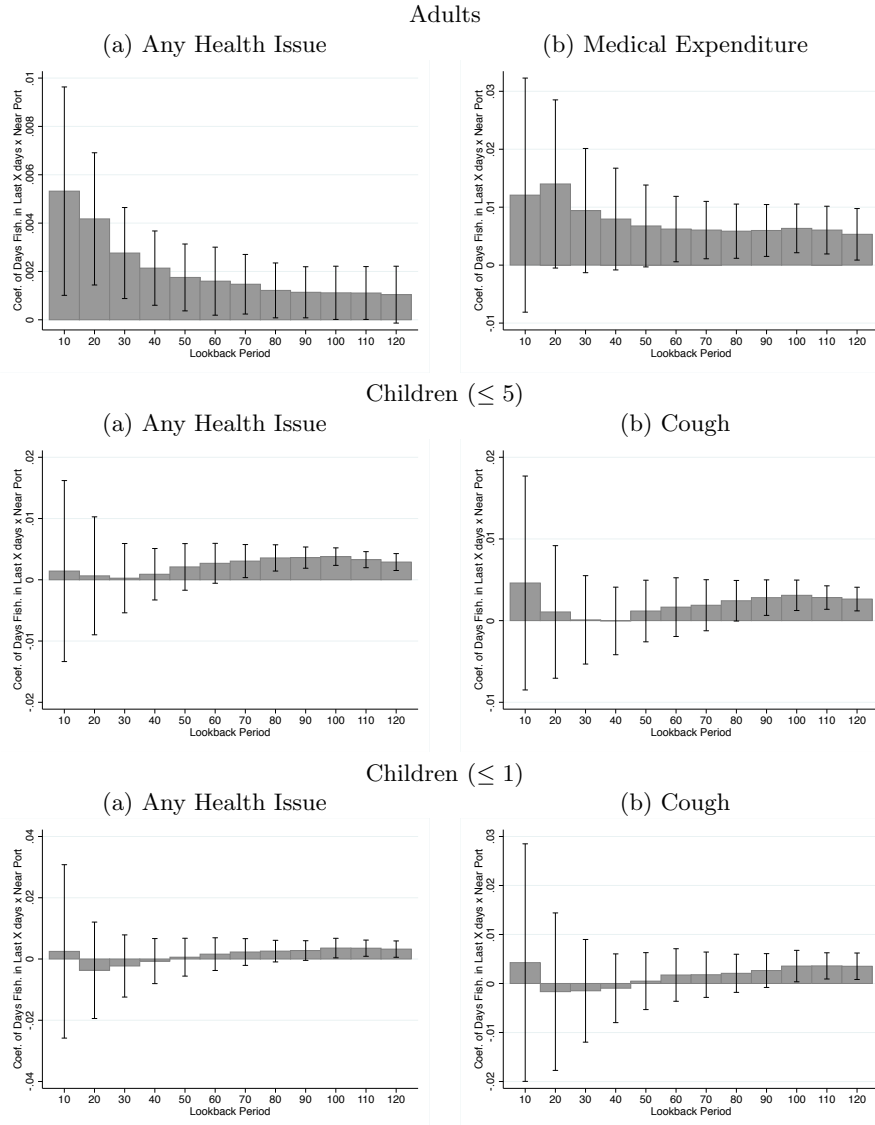 Adults
(a) Any Health Issue
Coef. of Days Fish. in Last X days x Near Port
0 .002 .004 .006 .008 .01
10 20 30 40 50 60 70 80 90 100 110 120
Lookback Period
(b) Medical Expenditure
Coef. of Days Fish. in Last X days x Near Port
-.01 0 .01 .02 .03
10 20 30 40 50 60 70 80 90 100 110 120
Lookback Period
Children (≤ 5)
(a) Any Health Issue
Coef. of Days Fish. in Last X days x Near Port
-.02 -.01 0 .01 .02
10 20 30 40 50 60 70 80 90 100 110 120
Lookback Period
(b) Cough
Coef. of Days Fish. in Last X days x Near Port
-.01 0 .01 .02
10 20 30 40 50 60 70 80 90 100 110 120
Lookback Period
Children (≤ 1)
(a) Any Health Issue
Coef. of Days Fish. in Last X days x Near Port
-.04 -.02 0 .02 .04
10 20 30 40 50 60 70 80 90 100 110 120
Lookback Period
(b) Cough
Coef. of Days Fish. in Last X days x Near Port
-.02 -.01 0 .01 .02 .03
10 20 30 40 50 60 70 80 90 100 110 120
Lookback Period